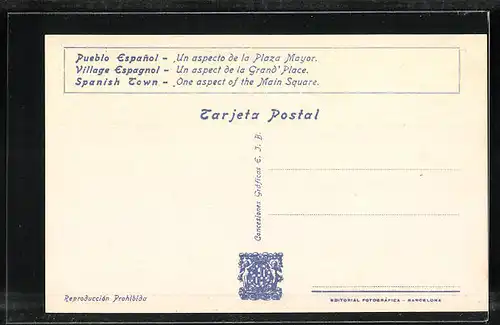 Pueblo Español - Un aspecto de la Plaza Mayor.
Village Espagnol - Un aspect de la Grand' Place.
Spanish Town - One aspect of the Main Square.
Tarjeta Postal
Concesiones Gráficas E. I. B.
Reproducción Prohibida
EDITORIAL FOTOGRÁFICA - BARCELONA